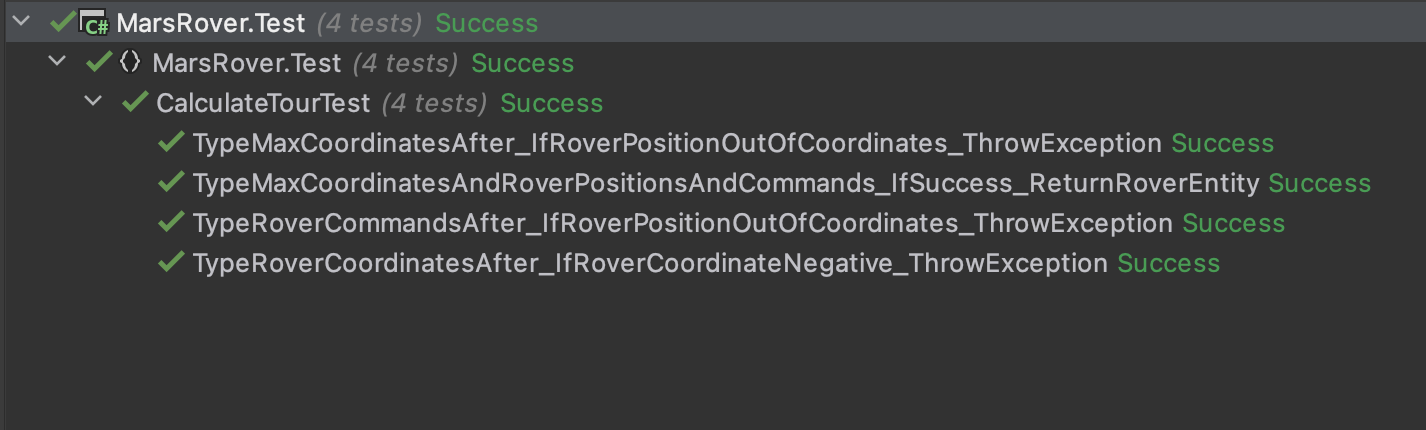 C# MarsRover.Test (4 tests) Success
{} MarsRover.Test (4 tests) Success
CalculateTourTest (4 tests) Success
TypeMaxCoordinatesAfter_IfRoverPositionOutOfCoordinates_ThrowException Success
TypeMaxCoordinatesAndRoverPositionsAndCommands_IfSuccess_ReturnRoverEntity Success
TypeRoverCommandsAfter_IfRoverPositionOutOfCoordinates_ThrowException Success
TypeRoverCoordinatesAfter_IfRoverCoordinateNegative_ThrowException Success